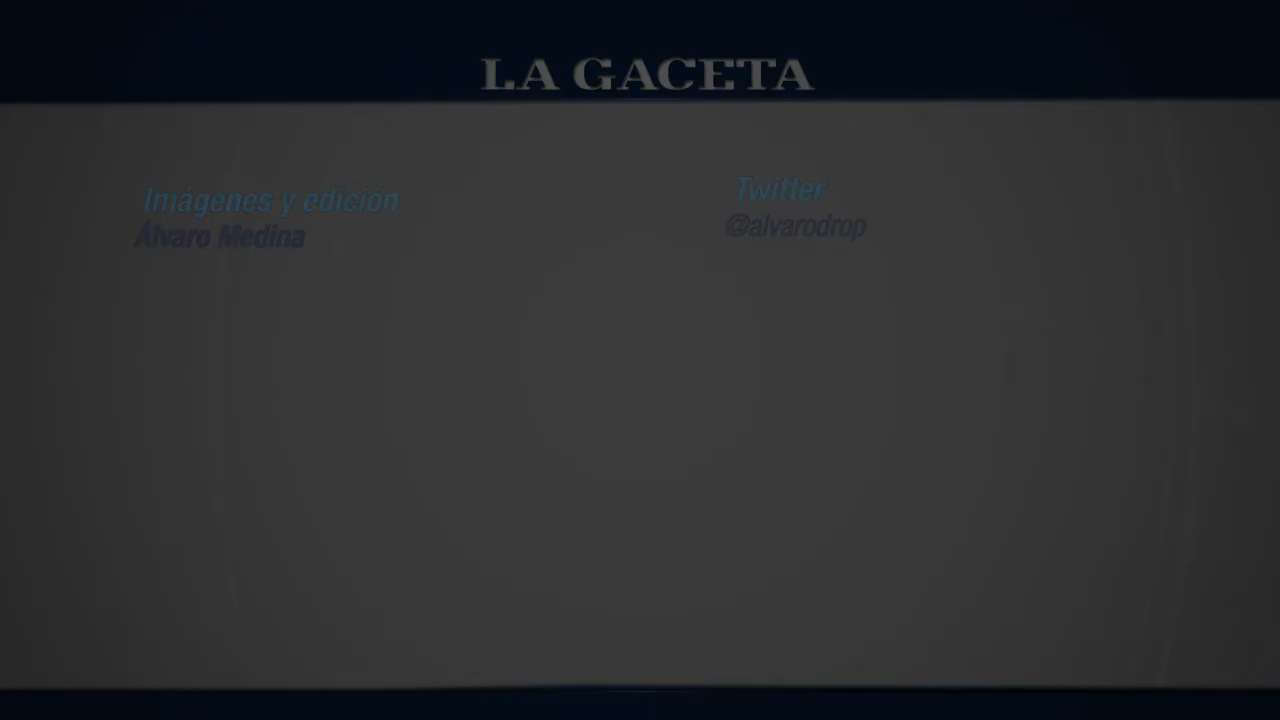 LA GACETA
Imágenes y edición
Álvaro Medina
Twitter
@alvarodrop